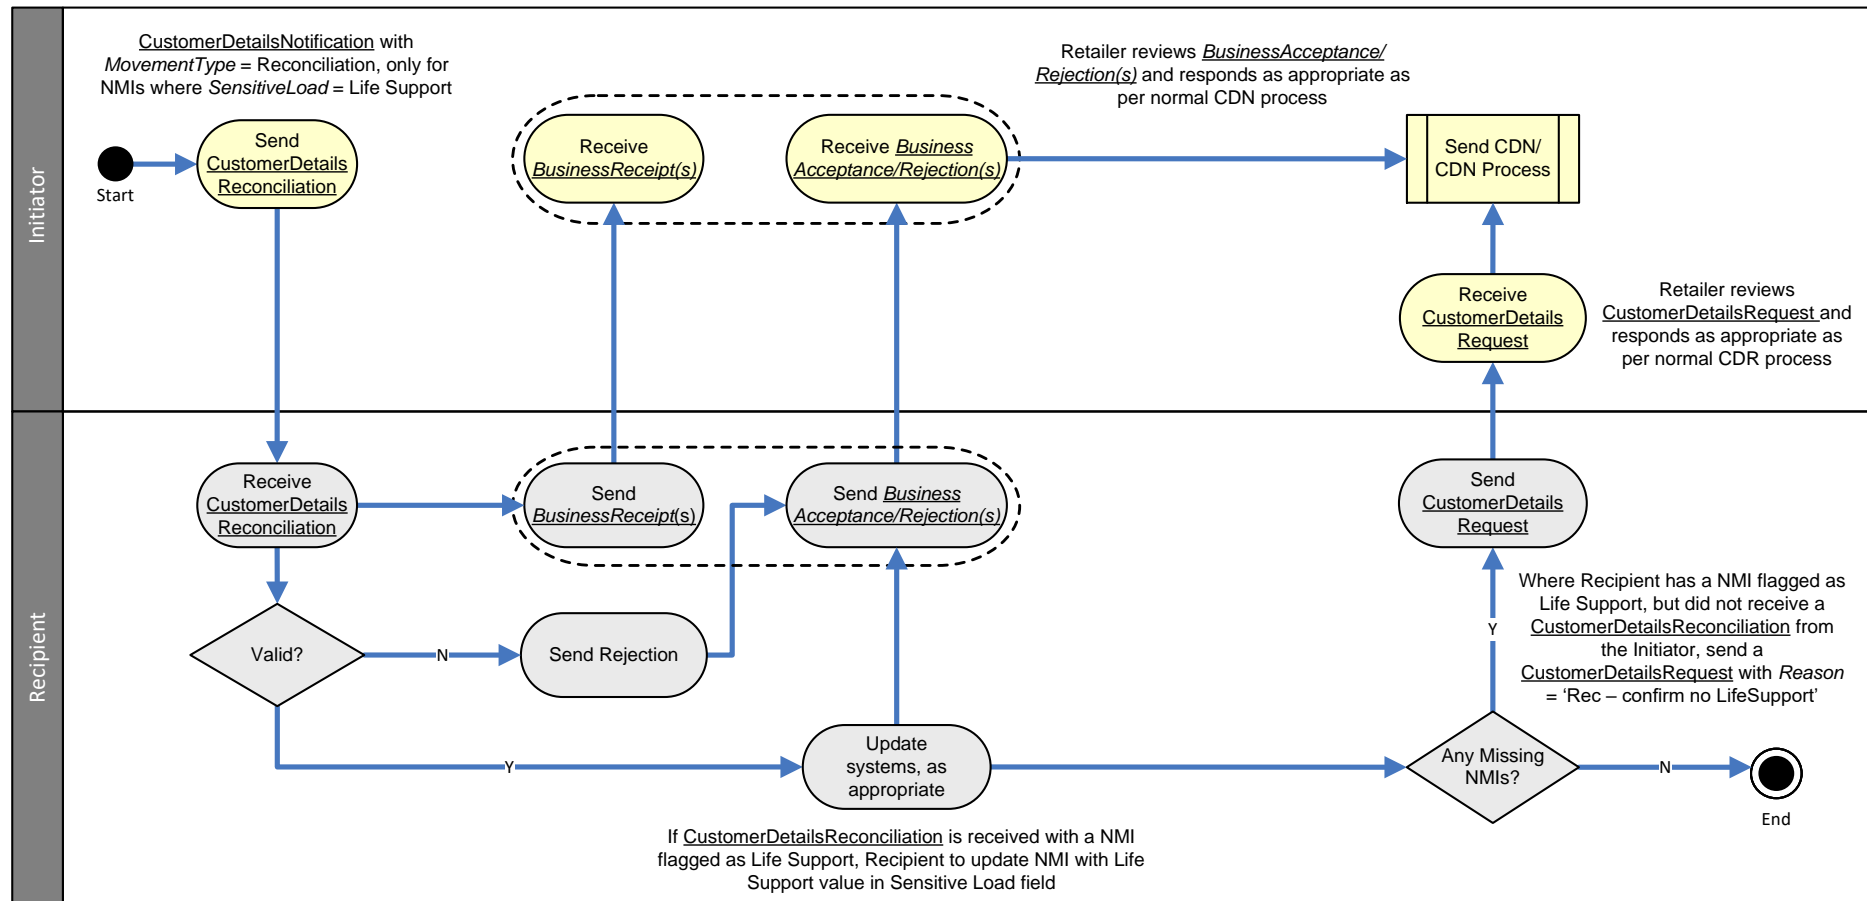 Initiator
CustomerDetailsNotification with
MovementType = Reconciliation, only for
NMIs where SensitiveLoad = Life Support
Start
Send
CustomerDetails
Reconciliation
Receive
BusinessReceipt(s)
Receive Business
Acceptance/Rejection(s)
Retailer reviews BusinessAcceptance/
Rejection(s) and responds as appropriate as
per normal CDN process
Send CDN/
CDN Process
Receive
CustomerDetails
Request
Retailer reviews
CustomerDetailsRequest and
responds as appropriate as
per normal CDR process
Recipient
Receive
CustomerDetails
Reconciliation
Send
BusinessReceipt(s)
Send Business
Acceptance/Rejection(s)
Send
CustomerDetails
Request
Valid?
N
Send Rejection
Y
Where Recipient has a NMI flagged as
Life Support, but did not receive a
CustomerDetailsReconciliation from
the Initiator, send a
CustomerDetailsRequest with Reason
= ‘Rec – confirm no LifeSupport’
Y
Update
systems, as
appropriate
Any Missing
NMIs?
N
End
If CustomerDetailsReconciliation is received with a NMI
flagged as Life Support, Recipient to update NMI with Life
Support value in Sensitive Load field